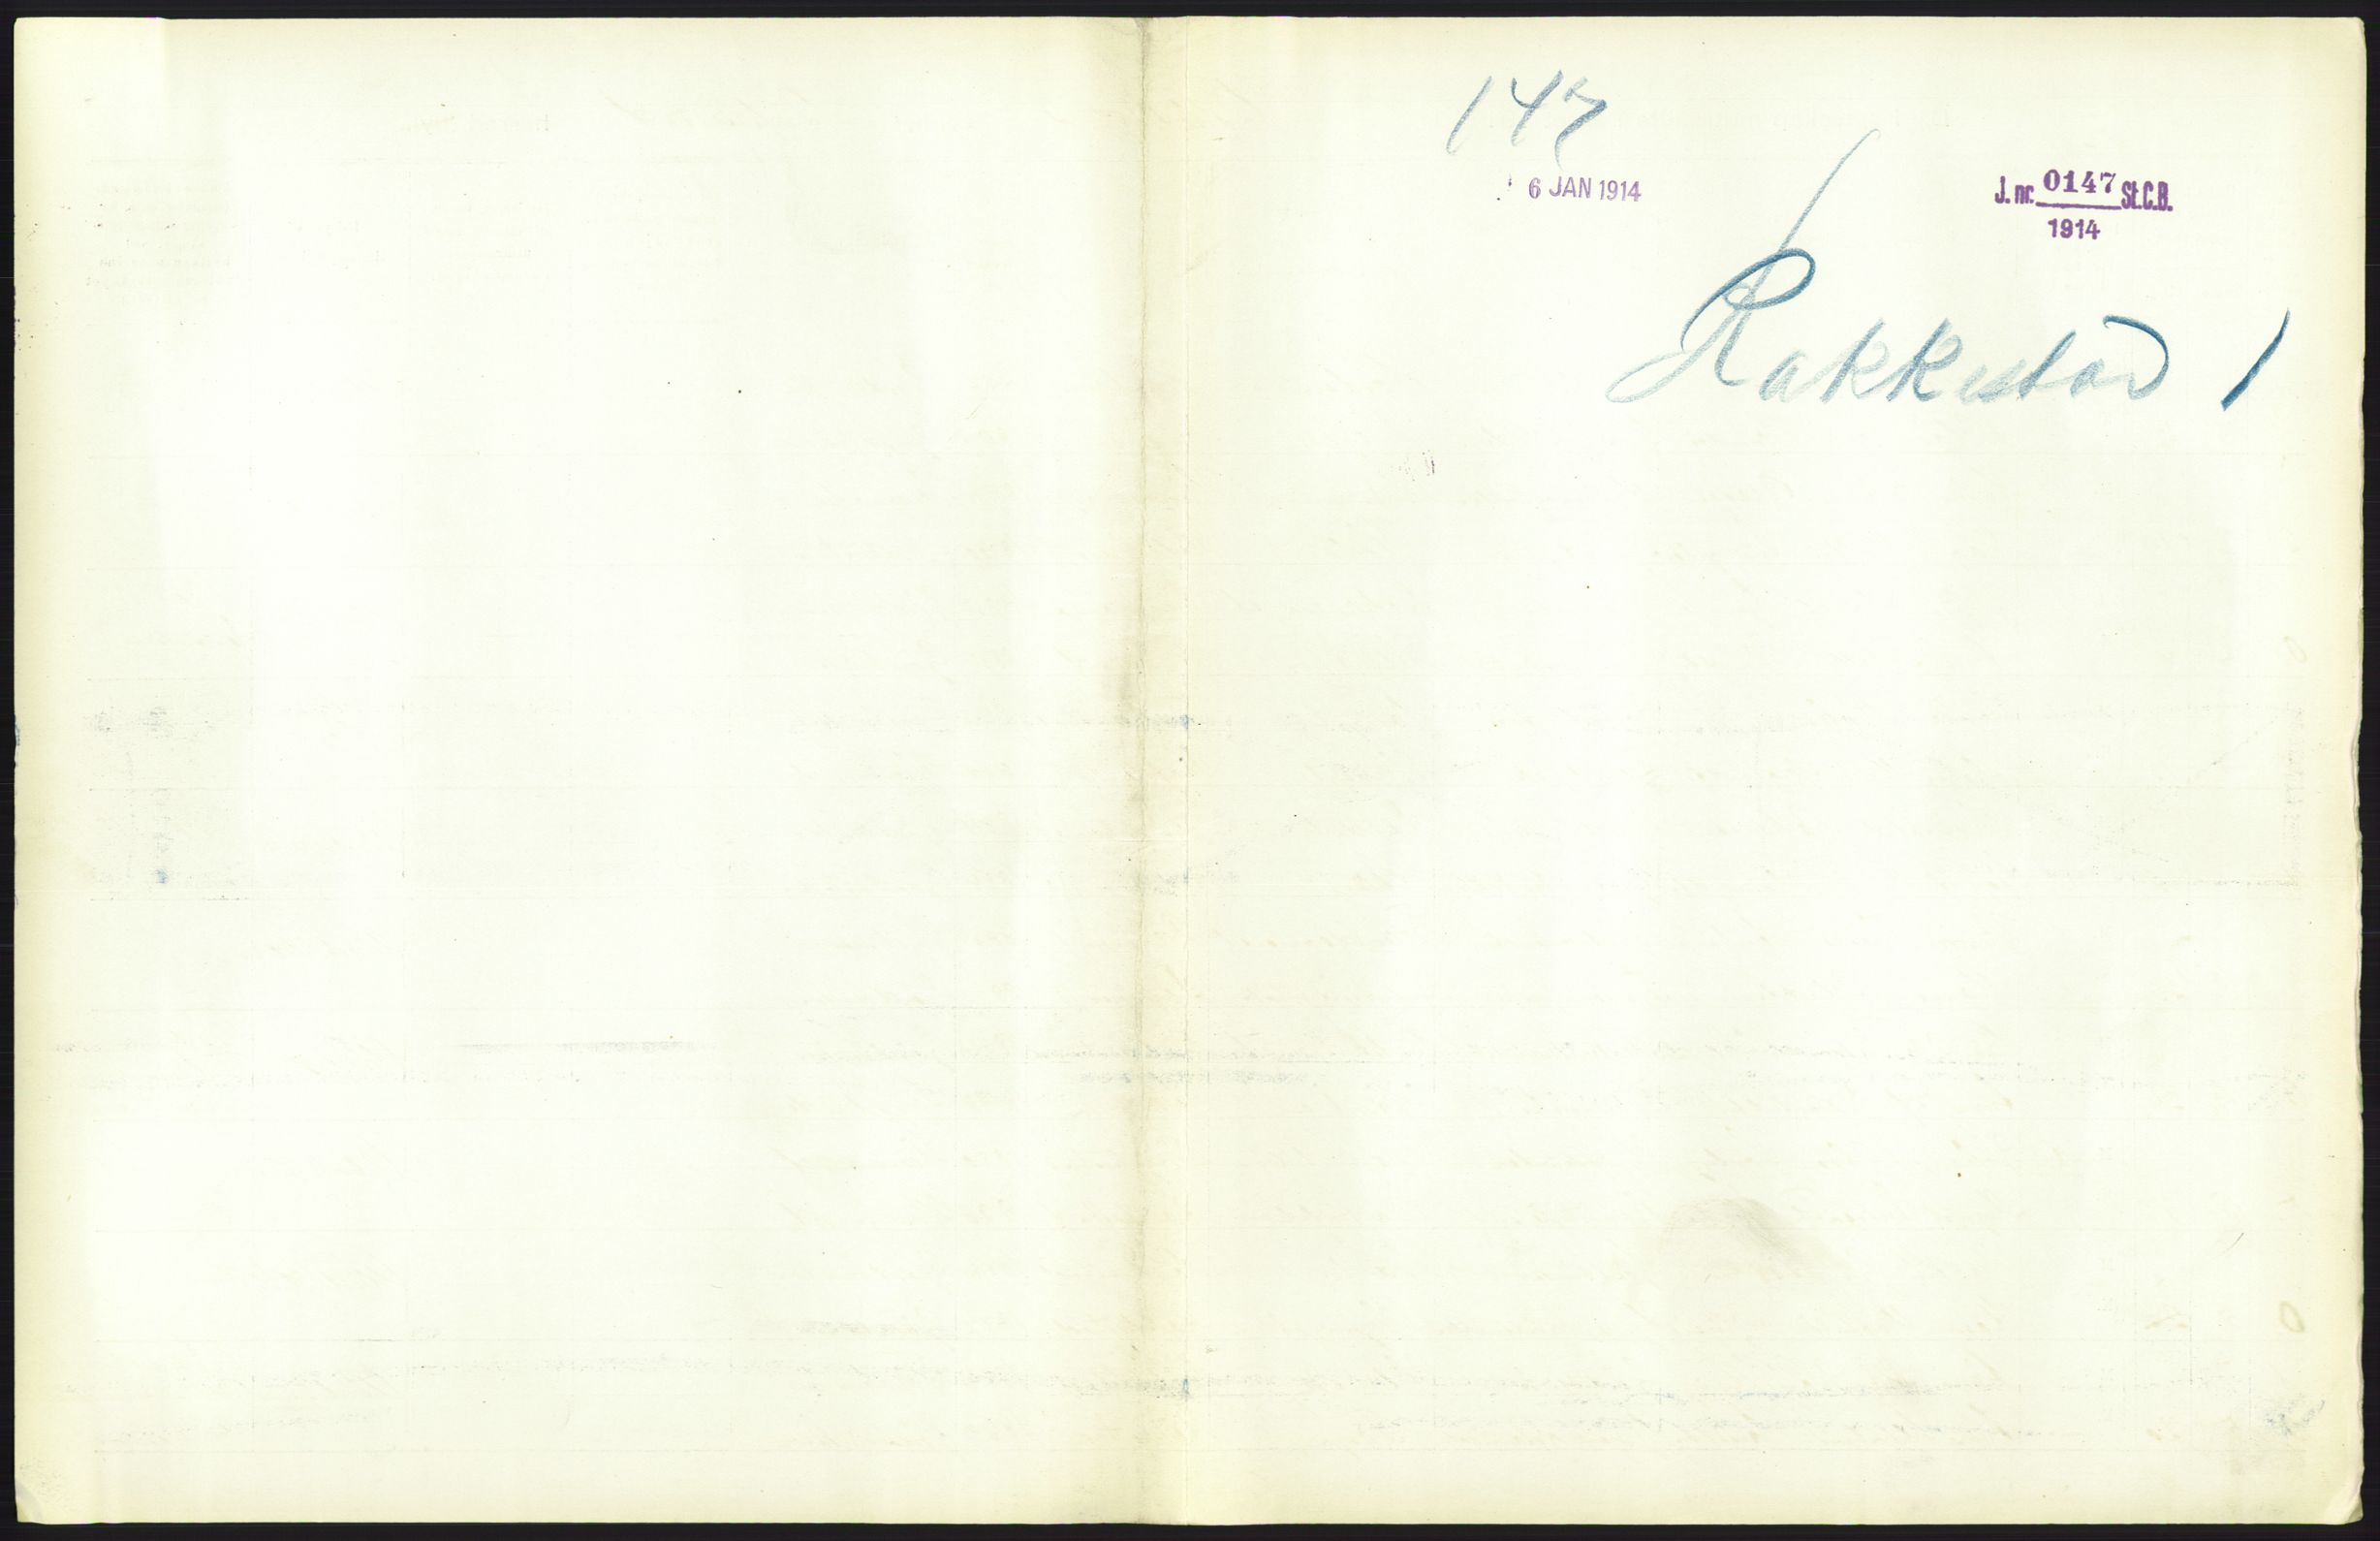 147
6 JAN 1914
J. nr. 0147 St.C.B.
1914
Rakkestad 1